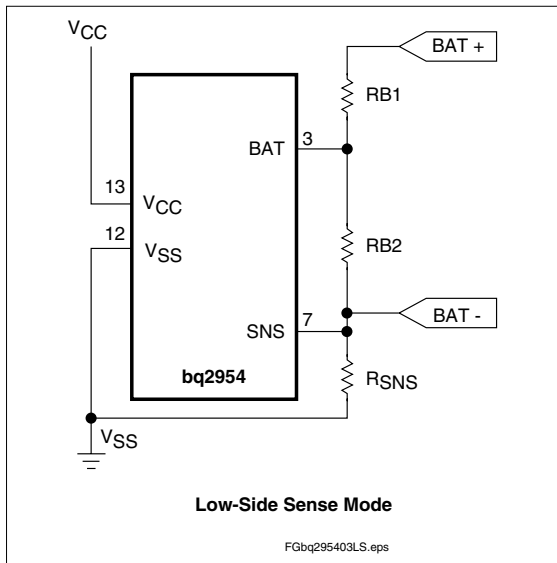 VCC
BAT +
RB1
BAT
3
13
VCC
12
VSS
RB2
BAT -
SNS
7
RSNS
bq2954
VSS
Low-Side Sense Mode
FGbq295403LS.eps